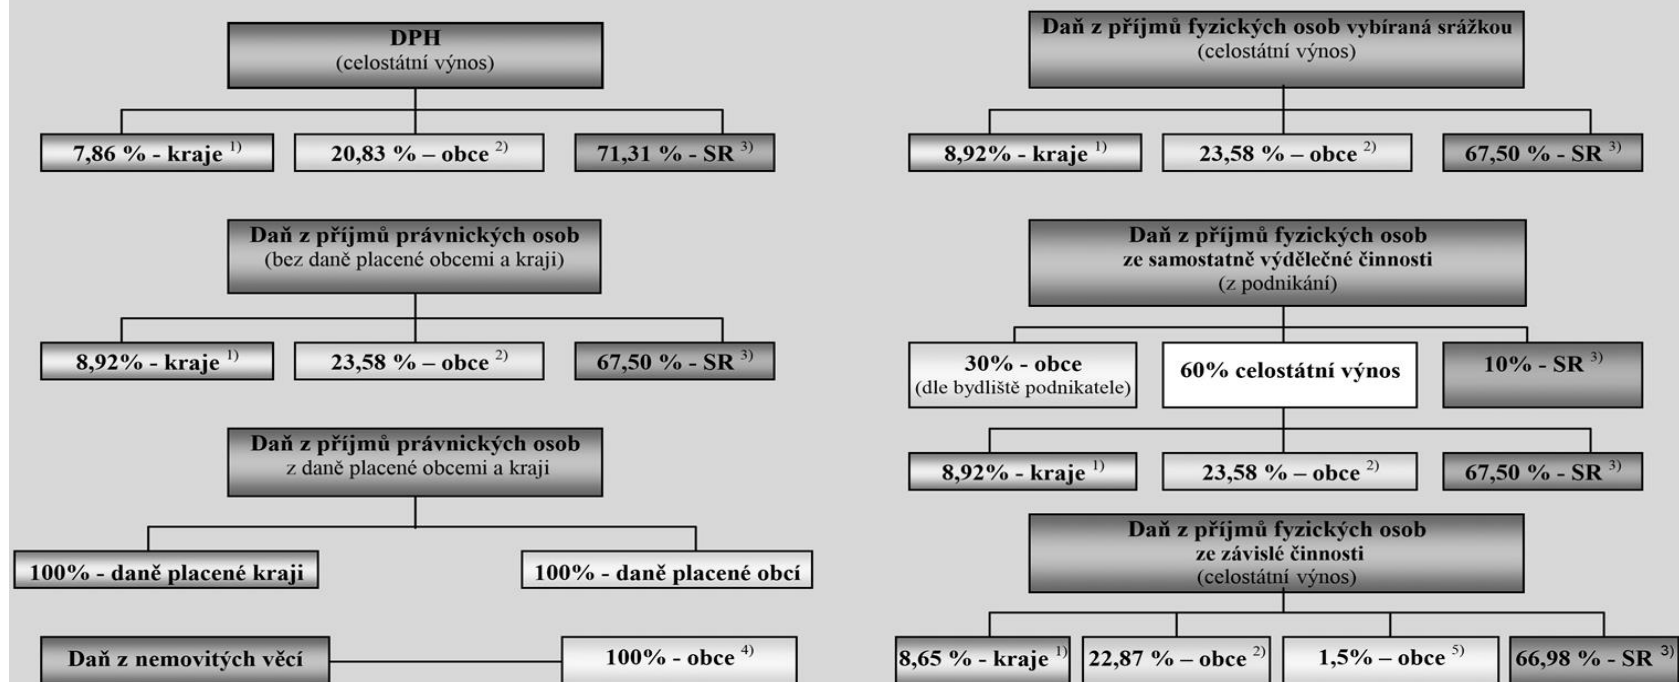 DPH
(celostátní výnos)
7,86 % - kraje 1)
20,83 % – obce 2)
71,31 % - SR 3)
Daň z příjmů právnických osob
(bez daně placené obcemi a kraji)
8,92% - kraje 1)
23,58 % – obce 2)
67,50 % - SR 3)
Daň z příjmů právnických osob
z daně placené obcemi a kraji
100% - daně placené kraji
100% - daně placené obcí
Daň z nemovitých věcí
100% - obce 4)
Daň z příjmů fyzických osob vybíraná srážkou
(celostátní výnos)
8,92% - kraje 1)
23,58 % – obce 2)
67,50 % - SR 3)
Daň z příjmů fyzických osob
ze samostatně výdělečné činnosti
(z podnikání)
30% - obce
(dle bydliště podnikatele)
60% celostátní výnos
10% - SR 3)
8,92% - kraje 1)
23,58 % – obce 2)
67,50 % - SR 3)
Daň z příjmů fyzických osob
ze závislé činnosti
(celostátní výnos)
8,65 % - kraje 1)
22,87 % – obce 2)
1,5% – obce 5)
66,98 % - SR 3)